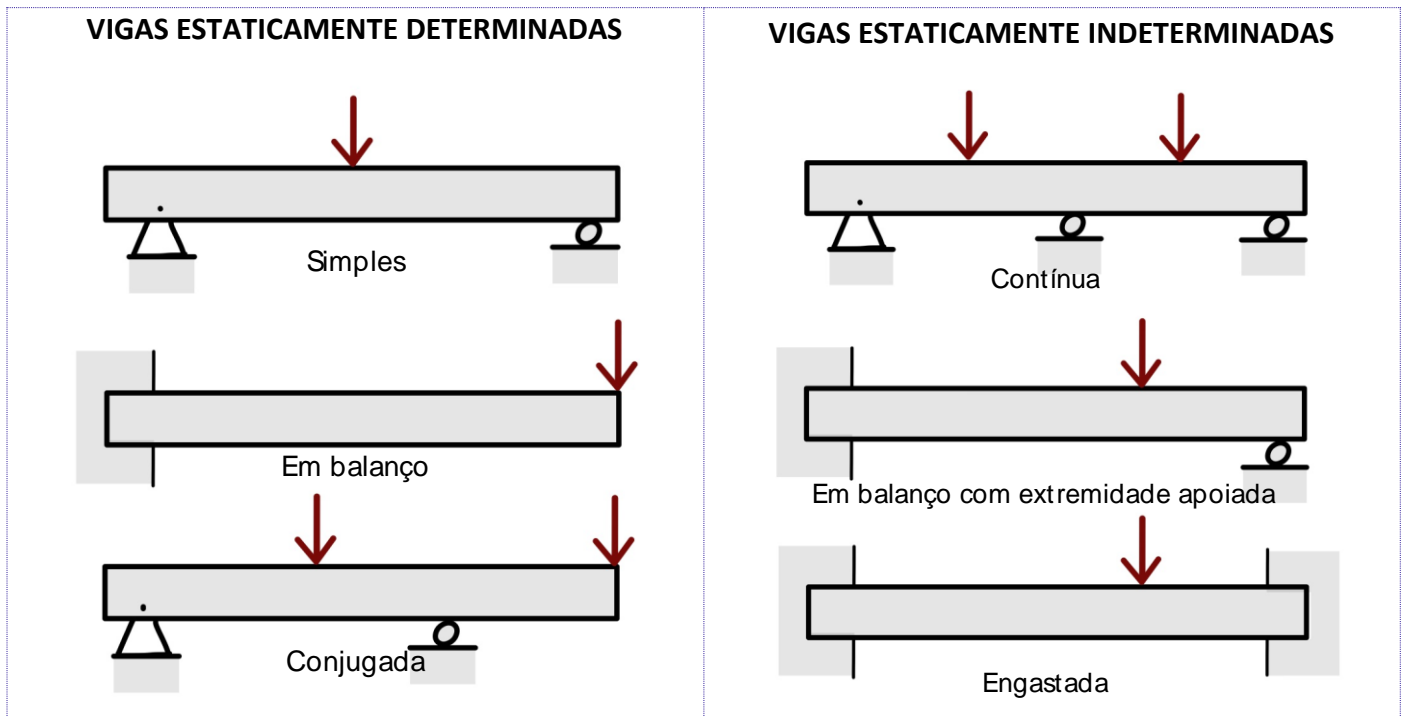 VIGAS ESTATICAMENTE DETERMINADAS
Simples
Em balanço
Conjugada
VIGAS ESTATICAMENTE INDETERMINADAS
Contínua
Em balanço com extremidade apoiada
Engastada